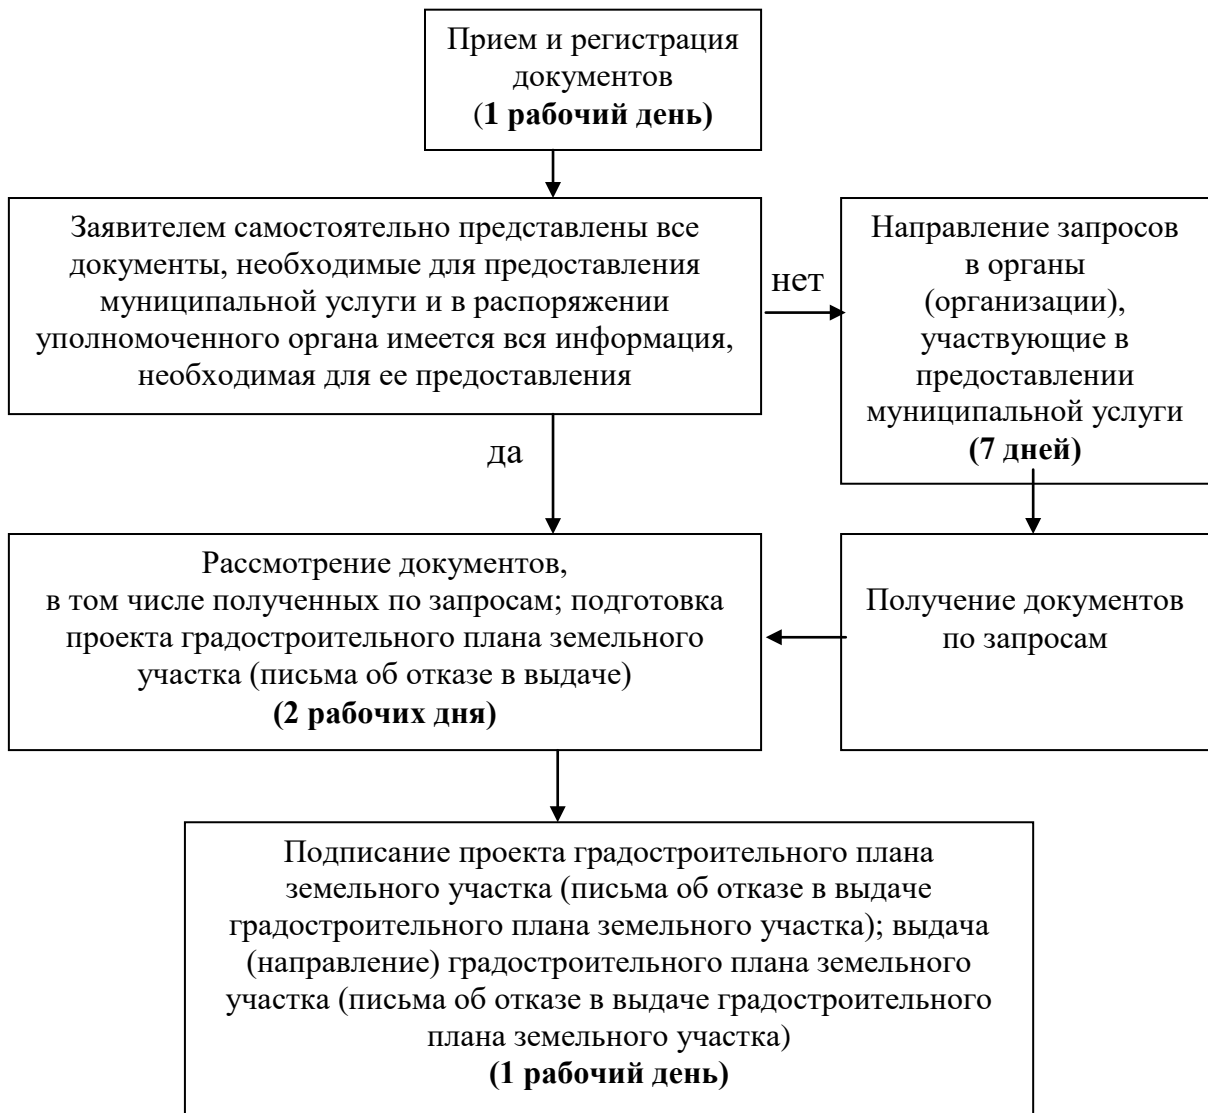 Прием и регистрация
документов
(1 рабочий день)
Заявителем самостоятельно представлены все
документы, необходимые для предоставления
муниципальной услуги и в распоряжении
уполномоченного органа имеется вся информация,
необходимая для ее предоставления
нет
Направление запросов
в органы
(организации),
участвующие в
предоставлении
муниципальной услуги
(7 дней)
да
Рассмотрение документов,
в том числе полученных по запросам; подготовка
проекта градостроительного плана земельного
участка (письма об отказе в выдаче)
(2 рабочих дня)
Получение документов
по запросам
Подписание проекта градостроительного плана
земельного участка (письма об отказе в выдаче
градостроительного плана земельного участка); выдача
(направление) градостроительного плана земельного
участка (письма об отказе в выдаче градостроительного
плана земельного участка)
(1 рабочий день)